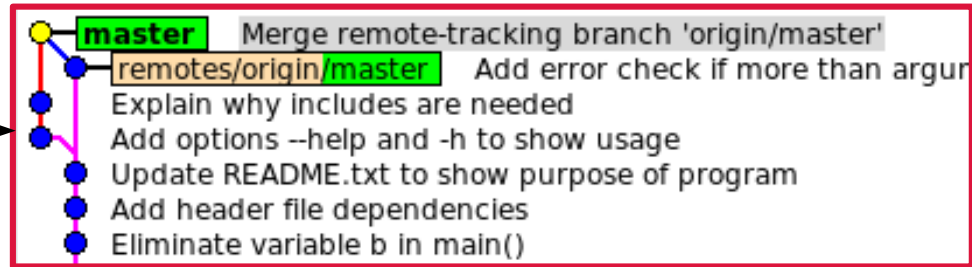 master Merge remote-tracking branch 'origin/master'
remotes/origin/master Add error check if more than
Explain why includes are needed
Add options --help and -h to show usage
Update README.txt to show purpose of program
Add header file dependencies
Eliminate variable b in main()